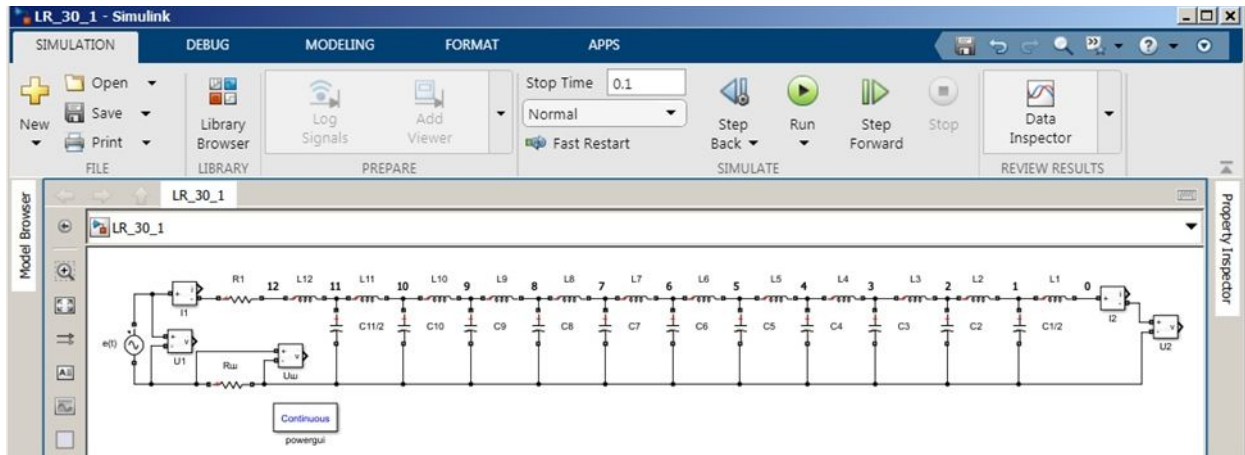 LR_30_1 - Simulink
SIMULATION DEBUG MODELING FORMAT APPS
New
Open
Save
Print
FILE
Library
Browser
LIBRARY
Log
Signals
Add
Viewer
PREPARE
Stop Time 0.1
Normal
Fast Restart
Step
Back
Run
Step
Forward
Stop
SIMULATE
Data
Inspector
REVIEW RESULTS
Model Browser
LR_30_1
LR_30_1
Property Inspector
R1 12 L12 11 L11 10 L10 9 L9 8 L8 7 L7 6 L6 5 L5 4 L4 3 L3 2 L2 1 L1 0
I1 I2
C11/2 C10 C9 C8 C7 C6 C5 C4 C3 C2 C1/2
e(t) U1 U2
Rш Uш
Continuous
powergui